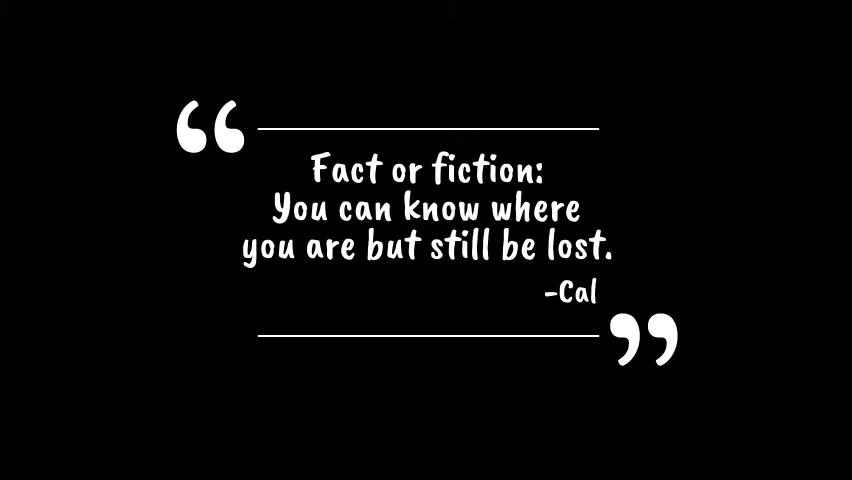 “
Fact or fiction:
You can know where
you are but still be lost.
-Cal
”